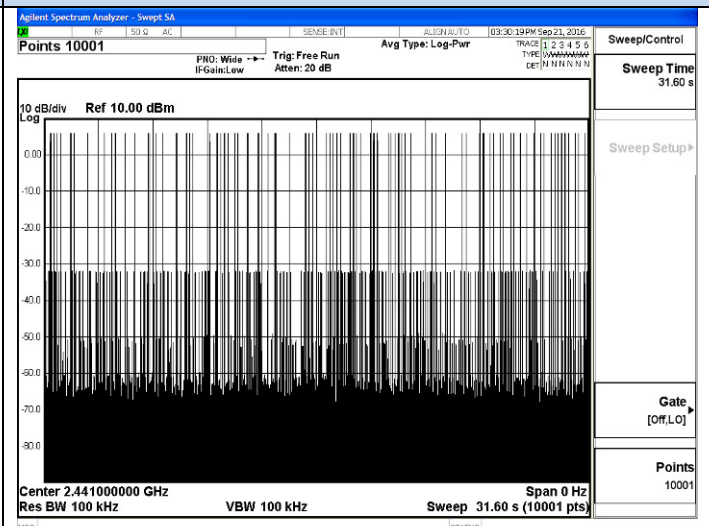 Agilent Spectrum Analyzer - Swept SA
RF 50 Ω AC SENSE:INT ALIGN AUTO 03:30:19 PM Sep 21, 2016
Points 10001
PNO: Wide Trig: Free Run
IFGain:Low Atten: 20 dB
Avg Type: Log-Pwr
TRACE 1 2 3 4 5 6
TYPE
DET N N N N N N
Sweep/Control
Sweep Time
31.60 s
Sweep Setup
10 dB/div Ref 10.00 dBm
Log
0.00
-10.0
-20.0
-30.0
-40.0
-50.0
-60.0
-70.0
-80.0
Gate
[Off,LO]
Points
10001
Center 2.441000000 GHz Span 0 Hz
Res BW 100 kHz VBW 100 kHz Sweep 31.60 s (10001 pts)